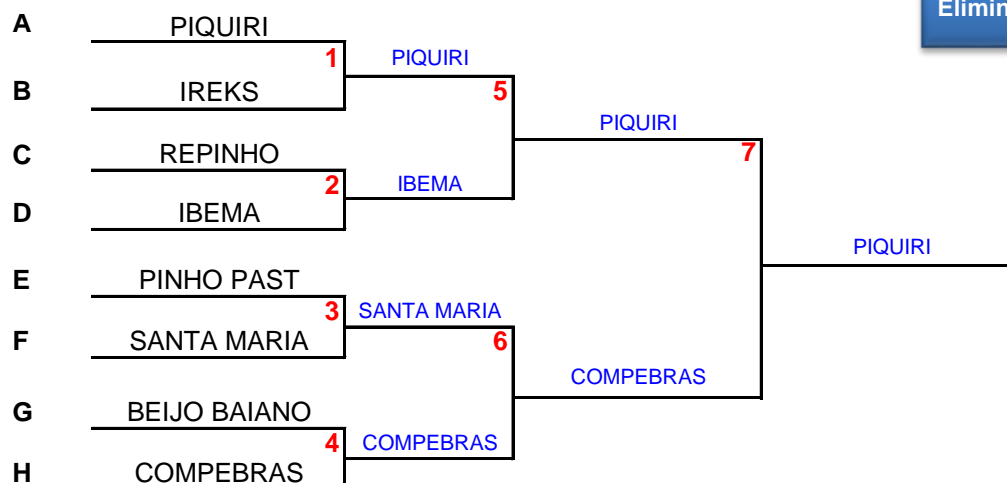 Elimin
A PIQUIRI
1 PIQUIRI
B IREKS
5
PIQUIRI
C REPINHO
7
2 IBEMA
D IBEMA
PIQUIRI
E PINHO PAST
3 SANTA MARIA
F SANTA MARIA
6
COMPEBRAS
G BEIJO BAIANO
4 COMPEBRAS
H COMPEBRAS